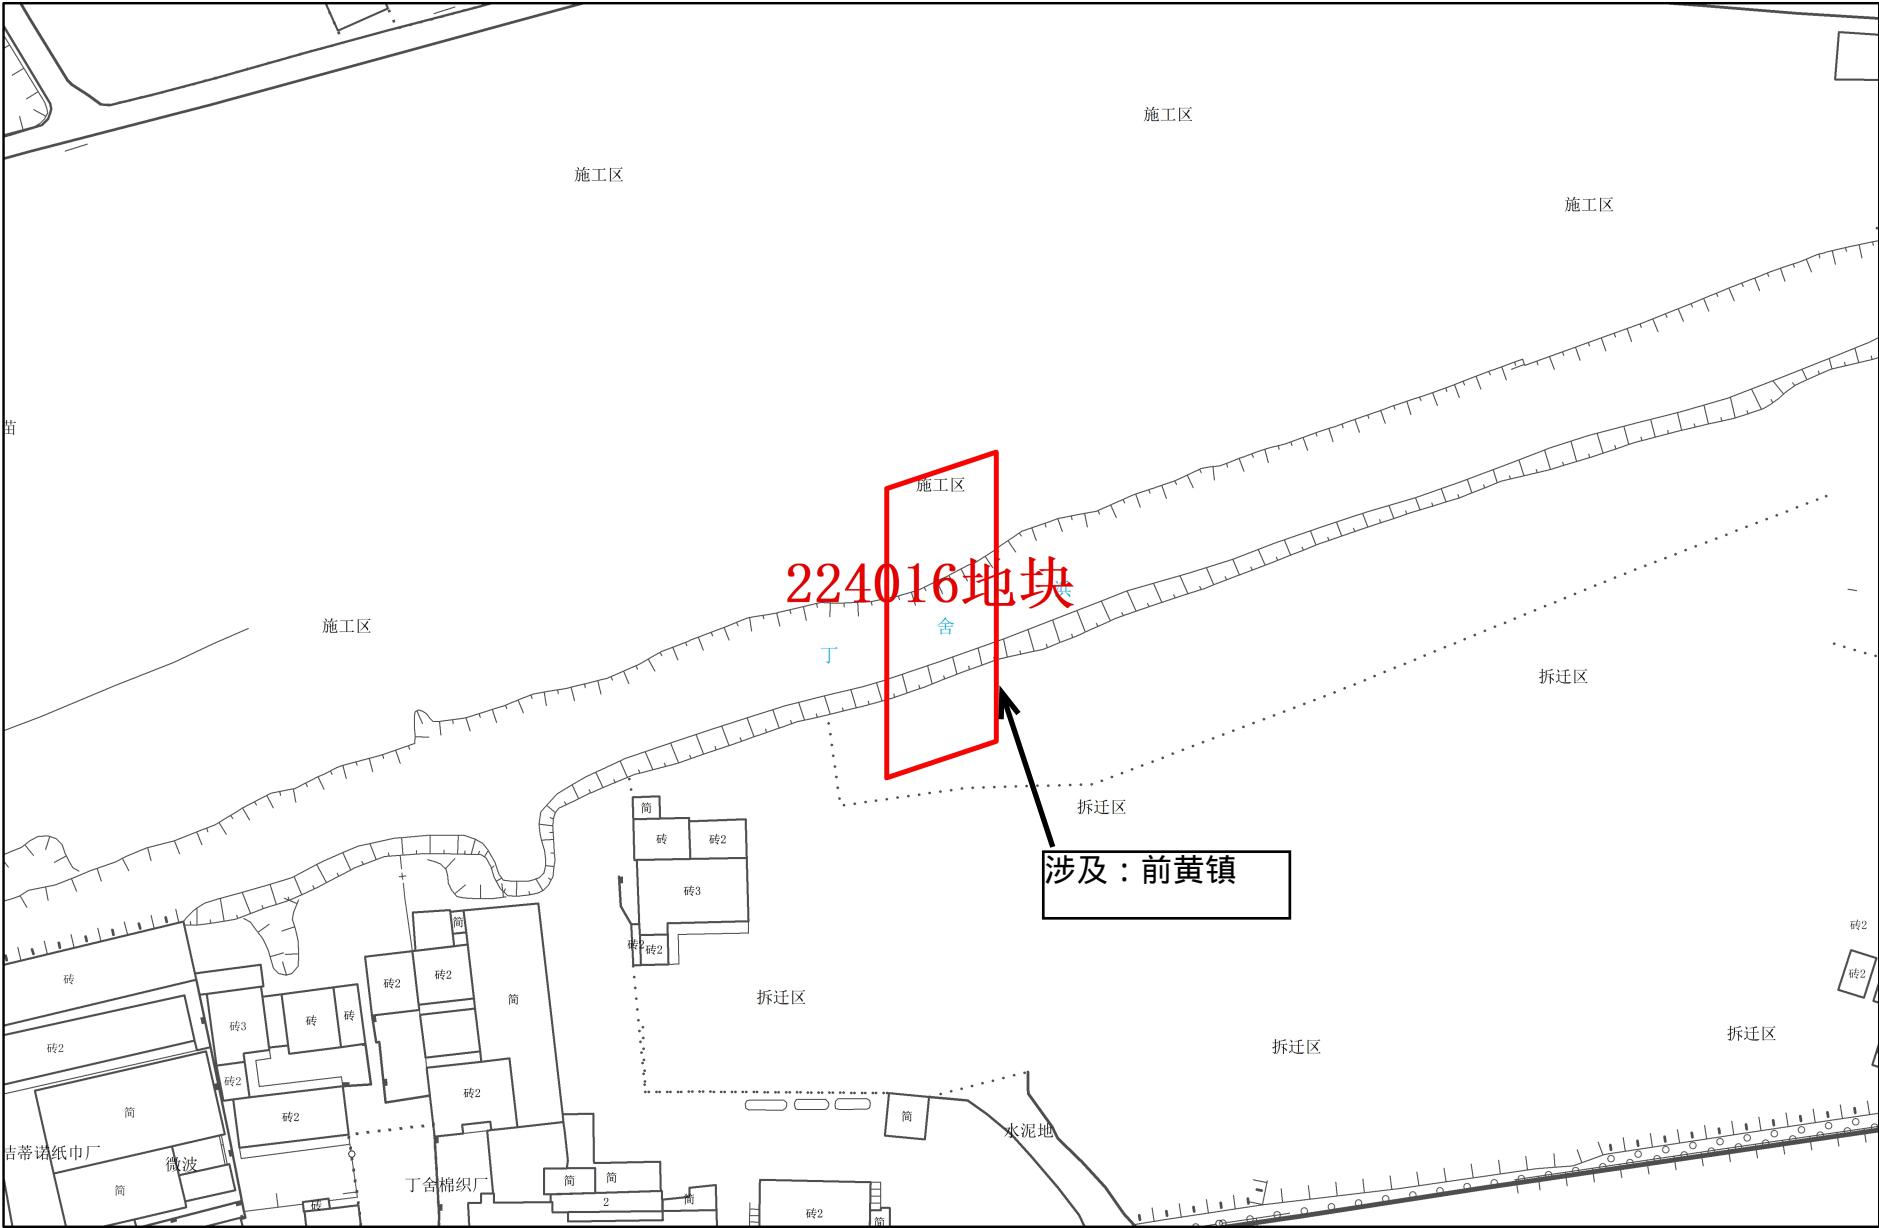 施工区
施工区
施工区
苗
施工区
224016地块
洪
舍
施工区
丁
拆迁区
拆迁区
简
砖
砖2
涉及：前黄镇
砖3
简
砖2
砖2
砖2
砖
砖2
砖2
砖2
简
拆迁区
砖3
砖
砖
拆迁区
拆迁区
砖2
砖2
砖2
简
砖2
简
水泥地
洁蒂诺纸巾厂
微波
丁舍棉织厂
简
简
简
2
简
砖
砖2
简